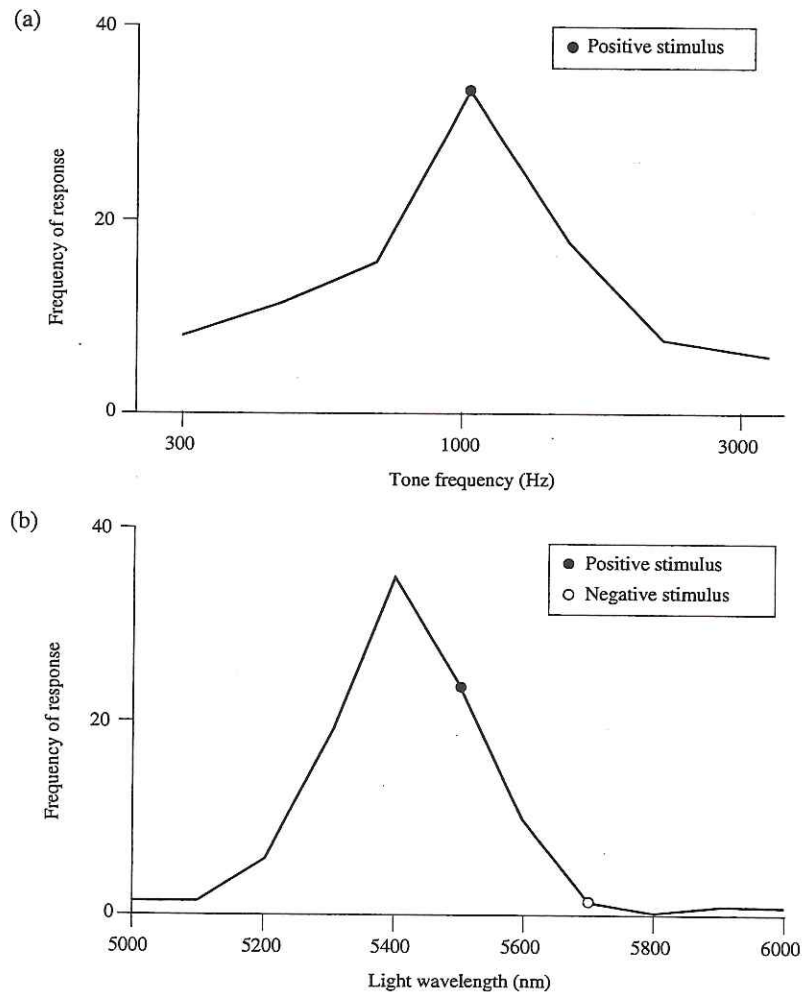 (a)
40
20
0
Frequency of response
Positive stimulus
300
1000
3000
Tone frequency (Hz)
(b)
40
20
0
Frequency of response
Positive stimulus
Negative stimulus
5000
5200
5400
5600
5800
6000
Light wavelength (nm)